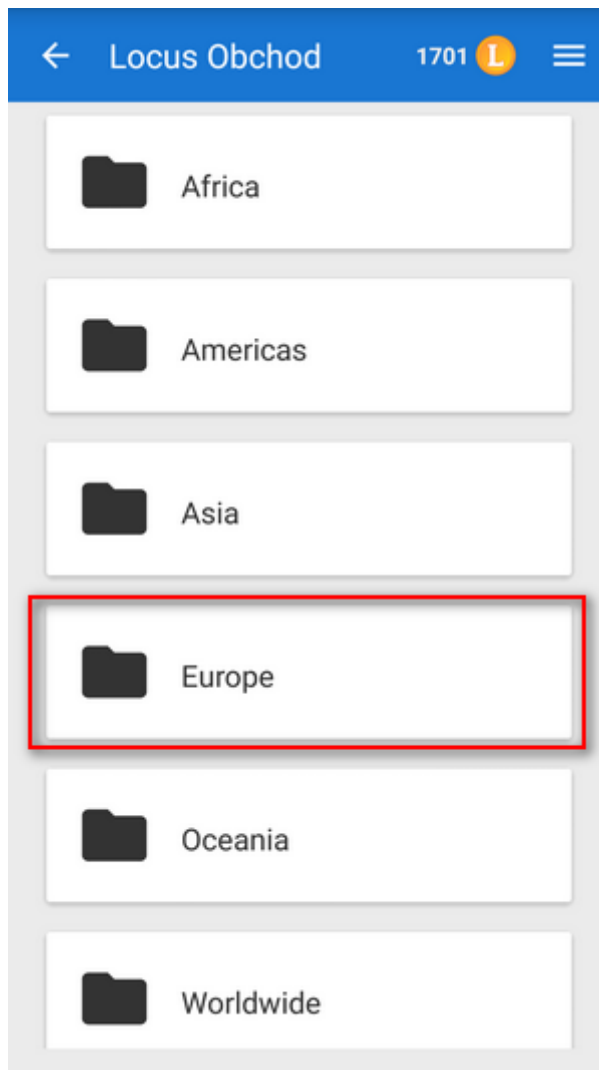 Locus Obchod 1701 L
Africa
Americas
Asia
Europe
Oceania
Worldwide